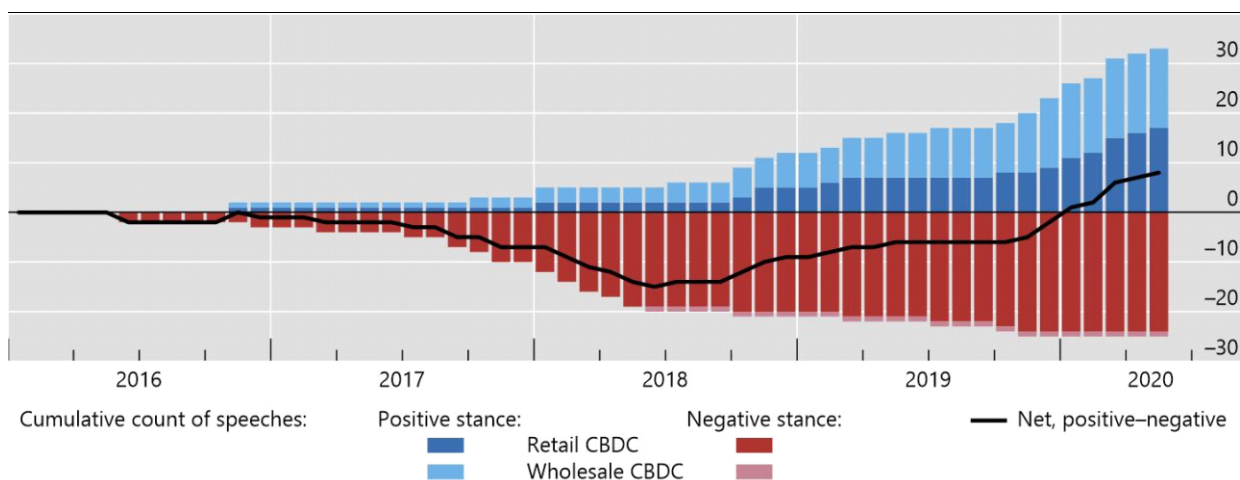 30
20
10
0
–10
–20
–30
2016 2017 2018 2019 2020
Cumulative count of speeches: Positive stance: Negative stance: Net, positive–negative
Retail CBDC
Wholesale CBDC